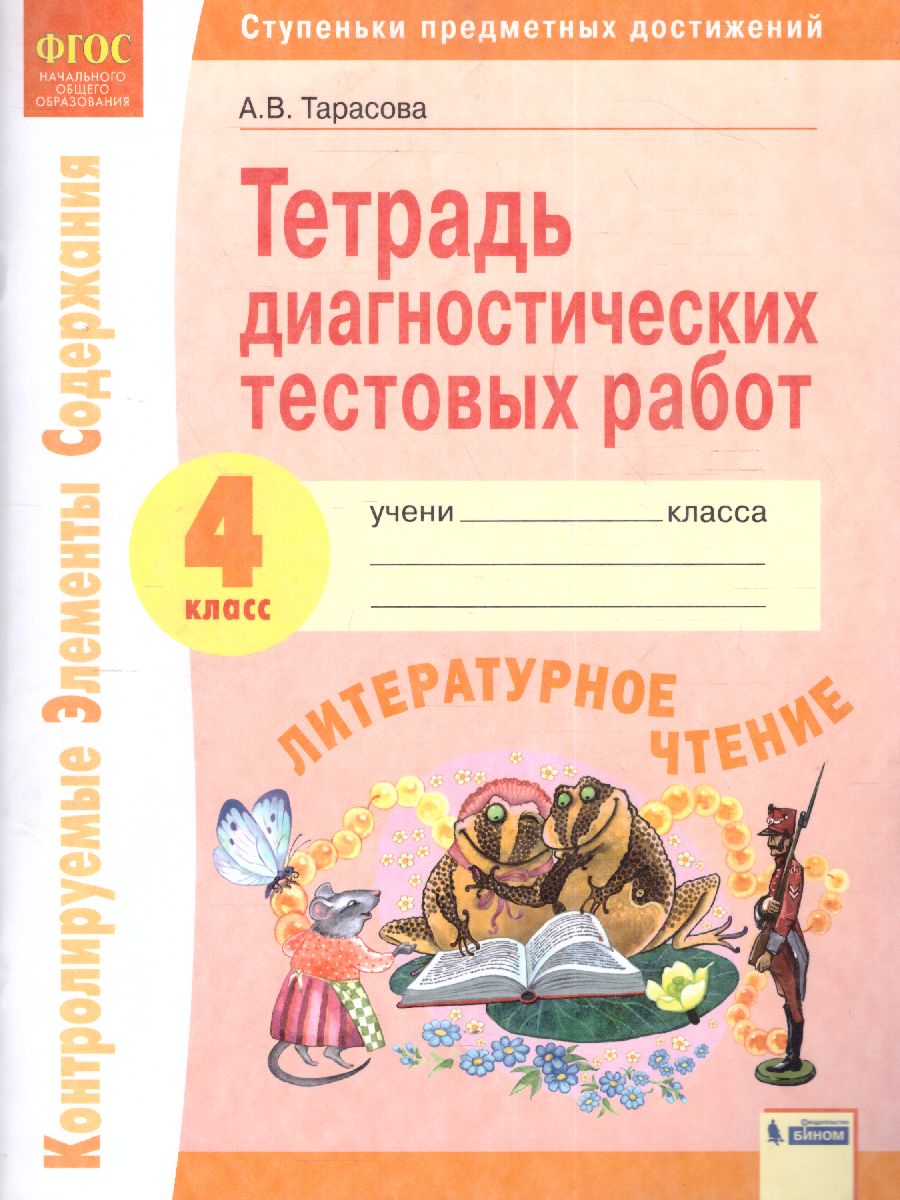 ФГОС
НАЧАЛЬНОГО
ОБЩЕГО
ОБРАЗОВАНИЯ
Ступеньки предметных достижений
А.В. Тарасова
Контролируемые Элементы Содержания
Тетрадь
диагностических
тестовых работ
4
класс
учени класса
ЛИТЕРАТУРНОЕ
ЧТЕНИЕ
Издательство
БИНОМ